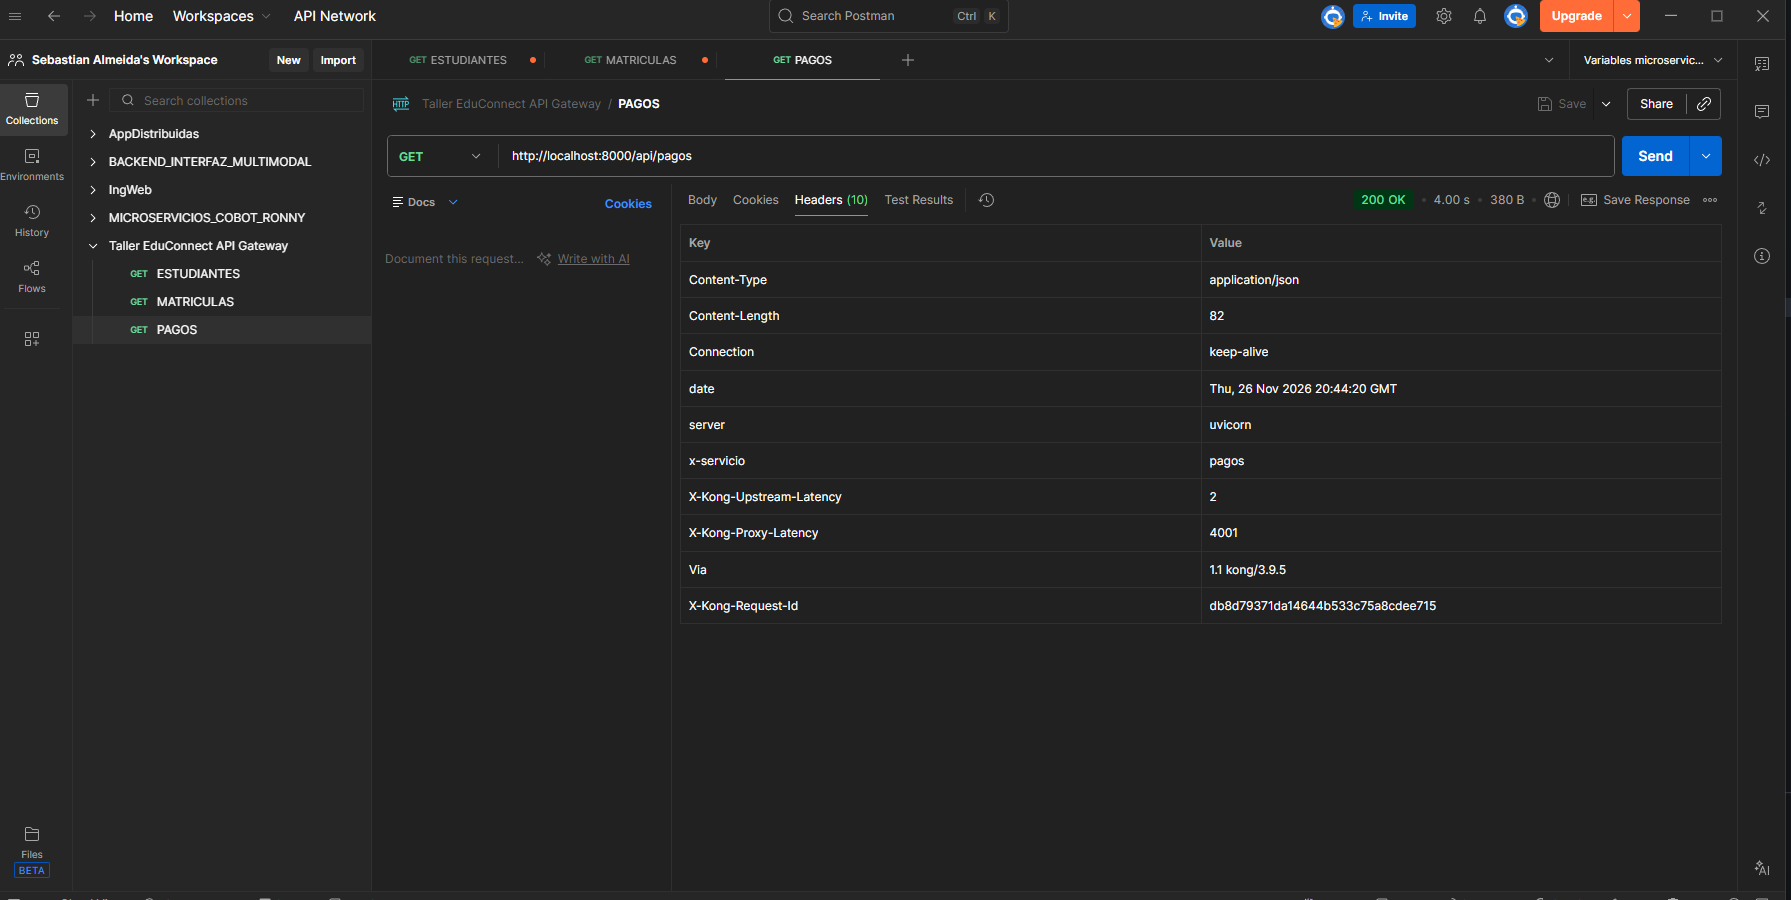 Home Workspaces API Network Search Postman Ctrl K Invite Upgrade
Sebastian Almeida's Workspace New Import GET ESTUDIANTES GET MATRICULAS GET PAGOS Variables microservic...
Collections
Environments
History
Flows
Files
BETA
Search collections
AppDistribuidas
BACKEND_INTERFAZ_MULTIMODAL
IngWeb
MICROSERVICIOS_COBOT_RONNY
Taller EduConnect API Gateway
GET ESTUDIANTES
GET MATRICULAS
GET PAGOS
HTTP Taller EduConnect API Gateway / PAGOS Save Share
GET http://localhost:8000/api/pagos Send
Docs Cookies
Document this request... Write with AI
Body Cookies Headers (10) Test Results 200 OK 4.00 s 380 B e.g. Save Response
Key Value
Content-Type application/json
Content-Length 82
Connection keep-alive
date Thu, 26 Nov 2026 20:44:20 GMT
server uvicorn
x-servicio pagos
X-Kong-Upstream-Latency 2
X-Kong-Proxy-Latency 4001
Via 1.1 kong/3.9.5
X-Kong-Request-Id db8d79371da14644b533c75a8cdee715
AI